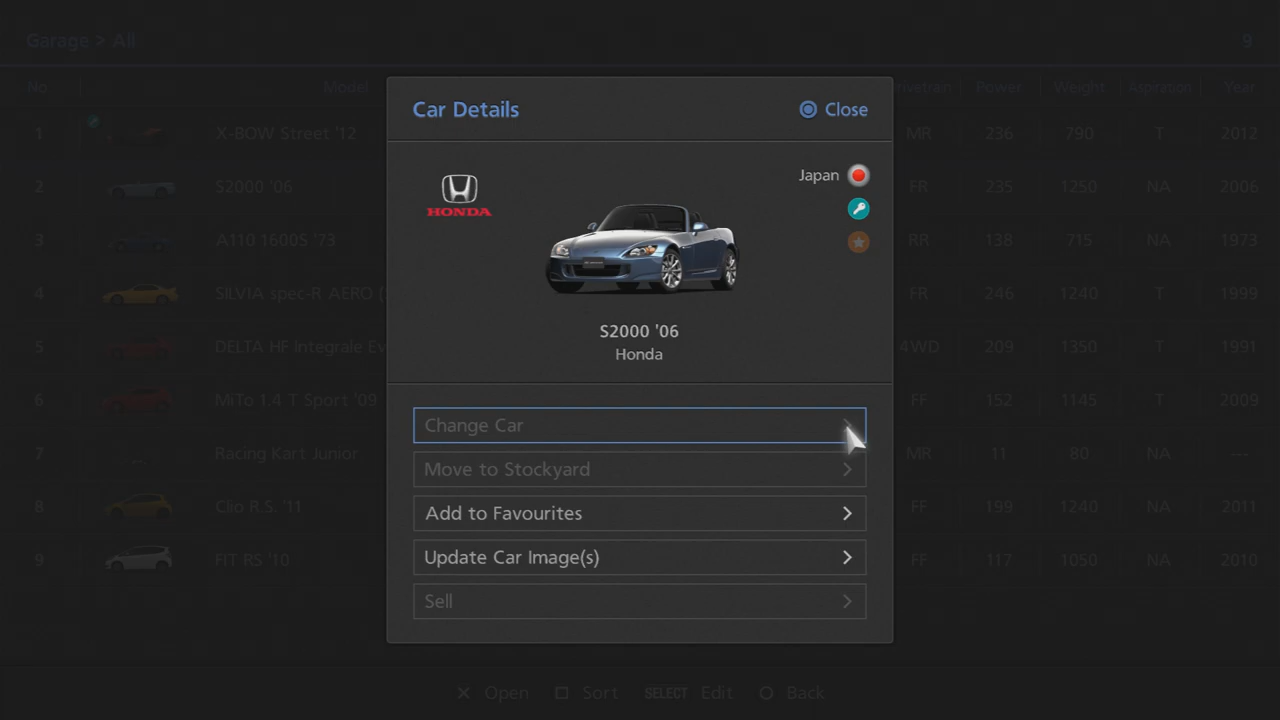 Garage > All
9
No
Model
Power
Weight
Aspiration
Year
1
X-BOW Street '12
MR
236
790
T
2012
2
S2000 '06
FR
235
1250
NA
2006
3
A110 1600S '73
RR
138
715
NA
1973
4
SILVIA spec-R AERO (
FR
246
1240
T
1999
5
DELTA HF Integrale Ev
4WD
209
1350
T
1991
6
MiTo 1.4 T Sport '09
FF
152
1145
T
2009
7
Racing Kart Junior
MR
11
80
NA
---
8
Clio R.S. '11
FF
199
1240
NA
2011
9
FIT RS '10
FF
117
1050
NA
2010
Car Details
Close
HONDA
Japan
S2000 '06
Honda
Change Car
Move to Stockyard
Add to Favourites
Update Car Image(s)
Sell
Open
Sort
SELECT Edit
Back